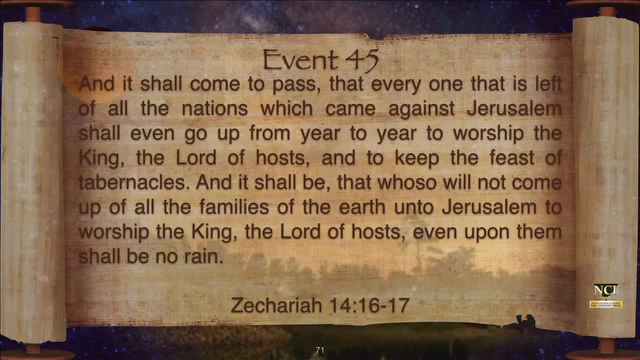 Event 45
And it shall come to pass, that every one that is left
of all the nations which came against Jerusalem
shall even go up from year to year to worship the
King, the Lord of hosts, and to keep the feast of
tabernacles. And it shall be, that whoso will not come
up of all the families of the earth unto Jerusalem to
worship the King, the Lord of hosts, even upon them
shall be no rain.
Zechariah 14:16-17
NCI
71